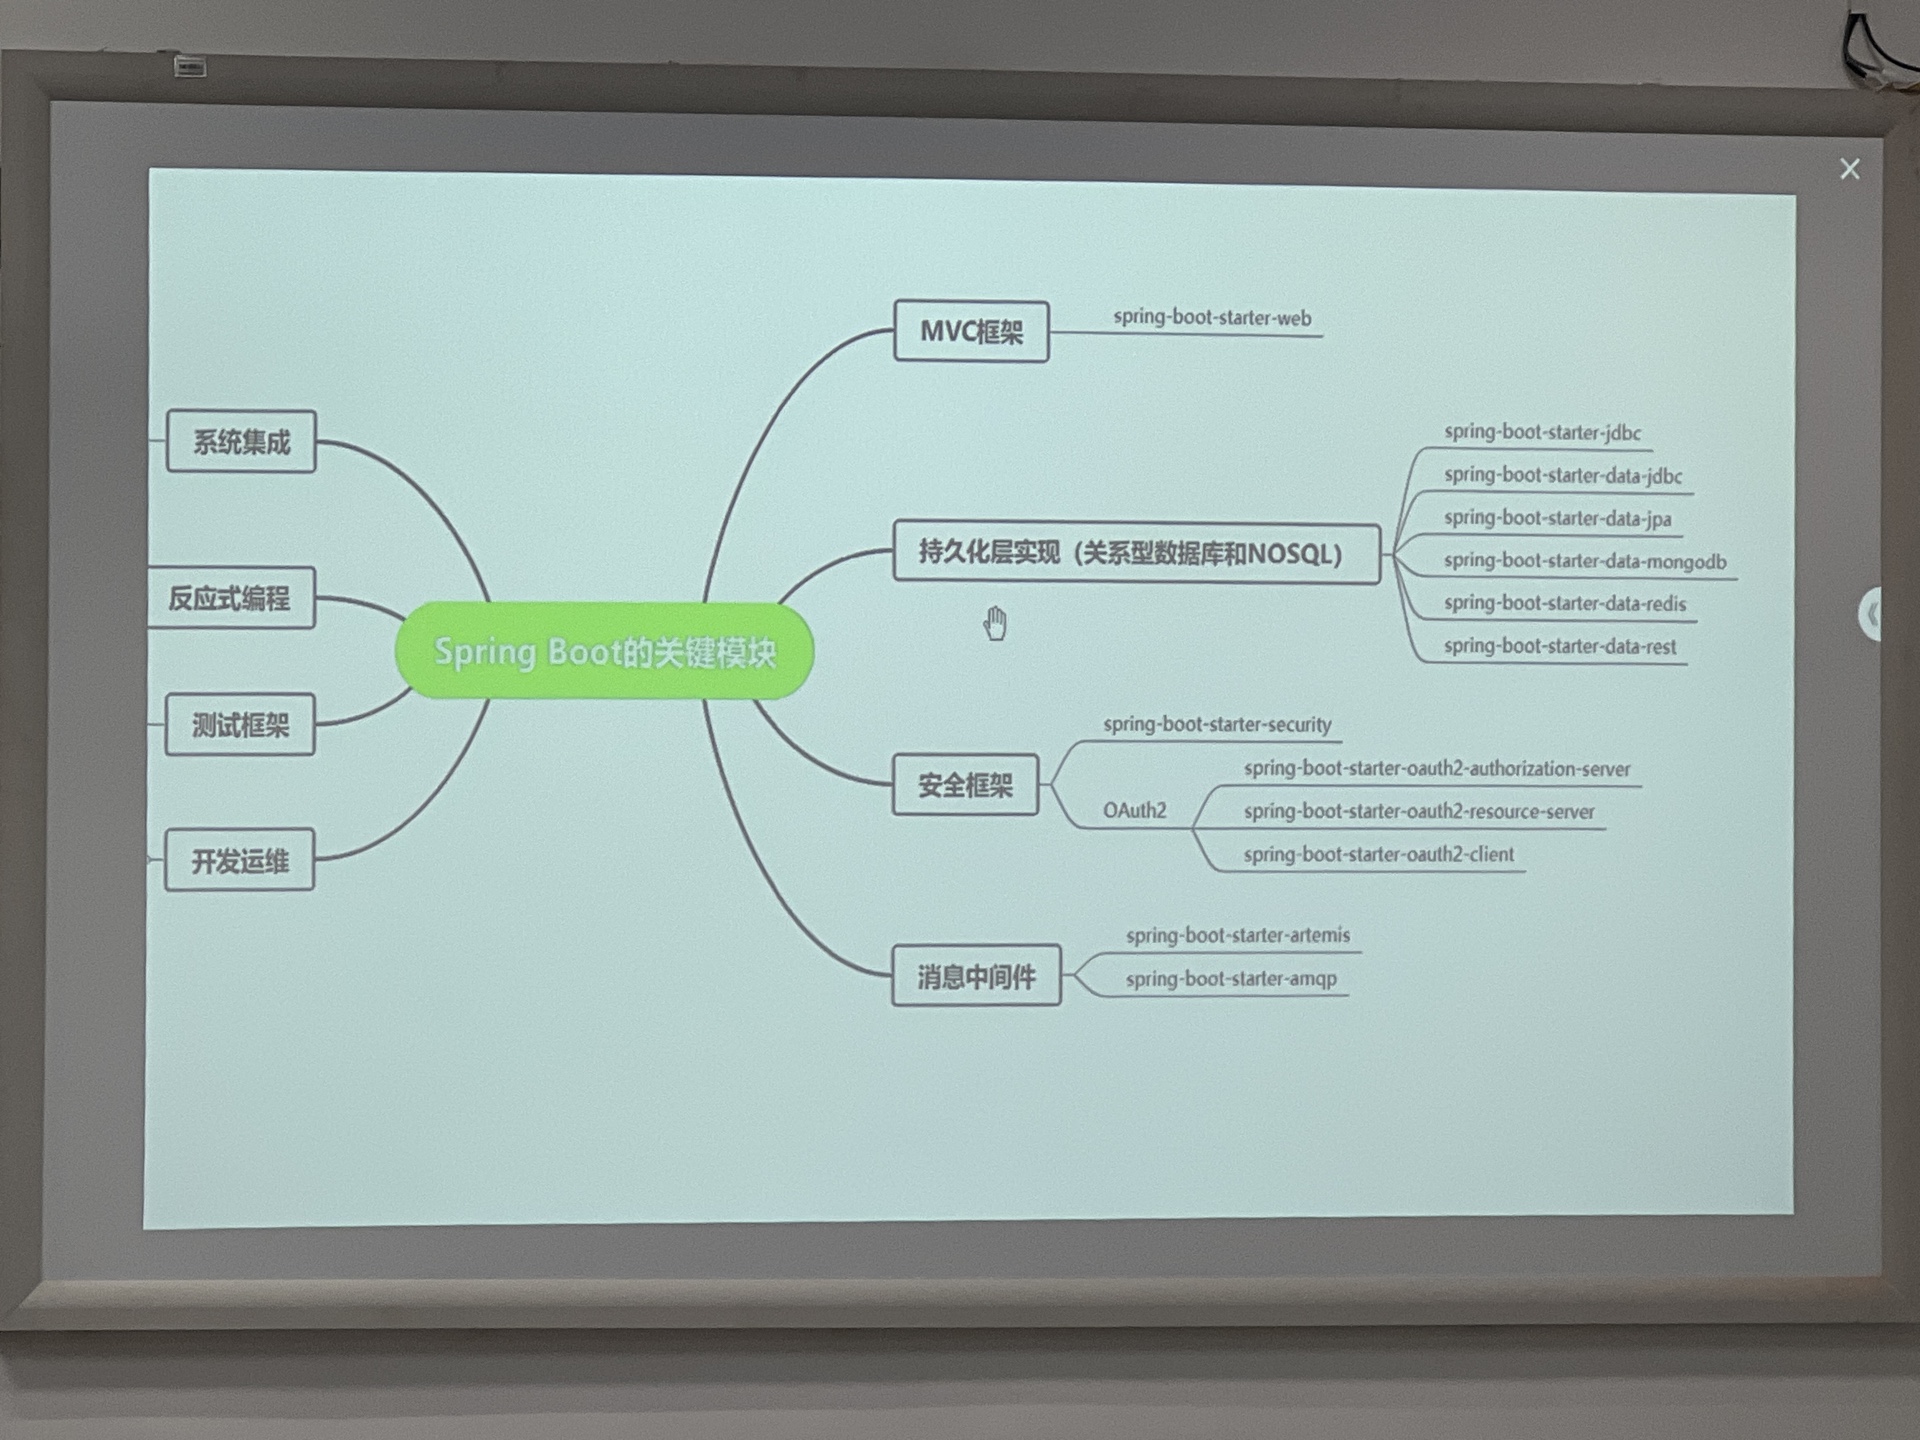 Spring Boot的关键模块
MVC框架
spring-boot-starter-web
持久化层实现（关系型数据库和NOSQL）
spring-boot-starter-jdbc
spring-boot-starter-data-jdbc
spring-boot-starter-data-jpa
spring-boot-starter-data-mongodb
spring-boot-starter-data-redis
spring-boot-starter-data-rest
安全框架
spring-boot-starter-security
OAuth2
spring-boot-starter-oauth2-authorization-server
spring-boot-starter-oauth2-resource-server
spring-boot-starter-oauth2-client
消息中间件
spring-boot-starter-artemis
spring-boot-starter-amqp
系统集成
反应式编程
测试框架
开发运维